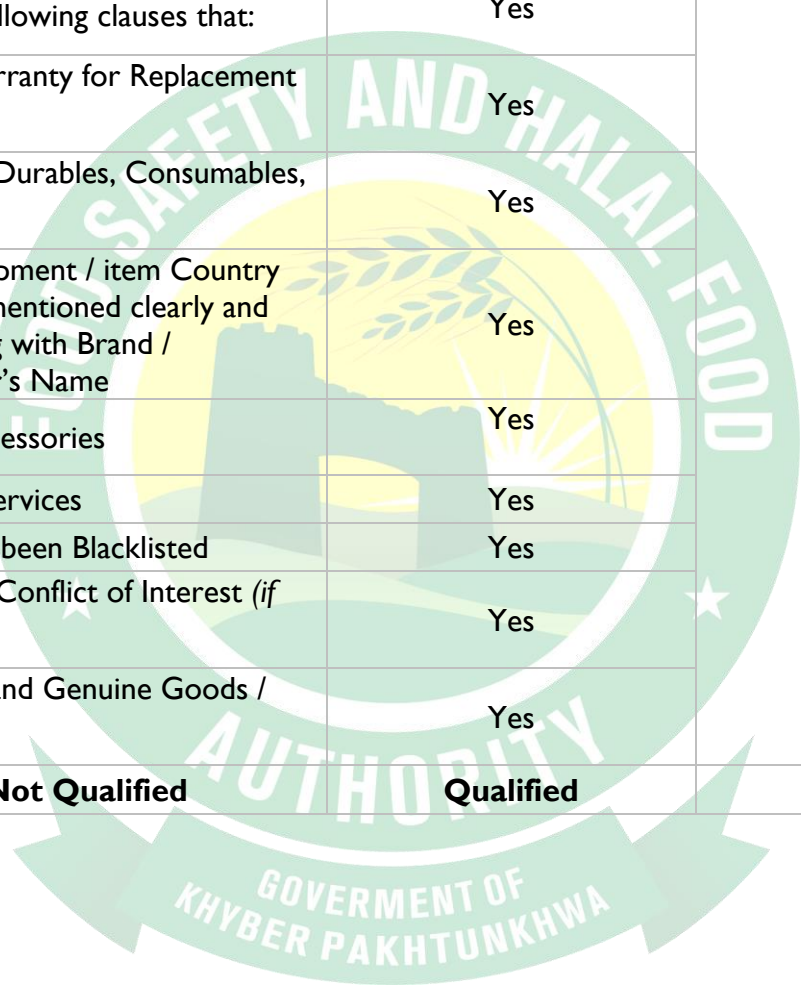 llowing clauses that: Yes
rranty for Replacement Yes
Durables, Consumables, Yes
pment / item Country
mentioned clearly and
g with Brand / Yes
's Name
essories Yes
ervices Yes
been Blacklisted Yes
Conflict of Interest (if Yes
nd Genuine Goods / Yes
Not Qualified Qualified
FOOD SAFETY AND HALAL FOOD
AUTHORITY
GOVERMENT OF
KHYBER PAKHTUNKHWA